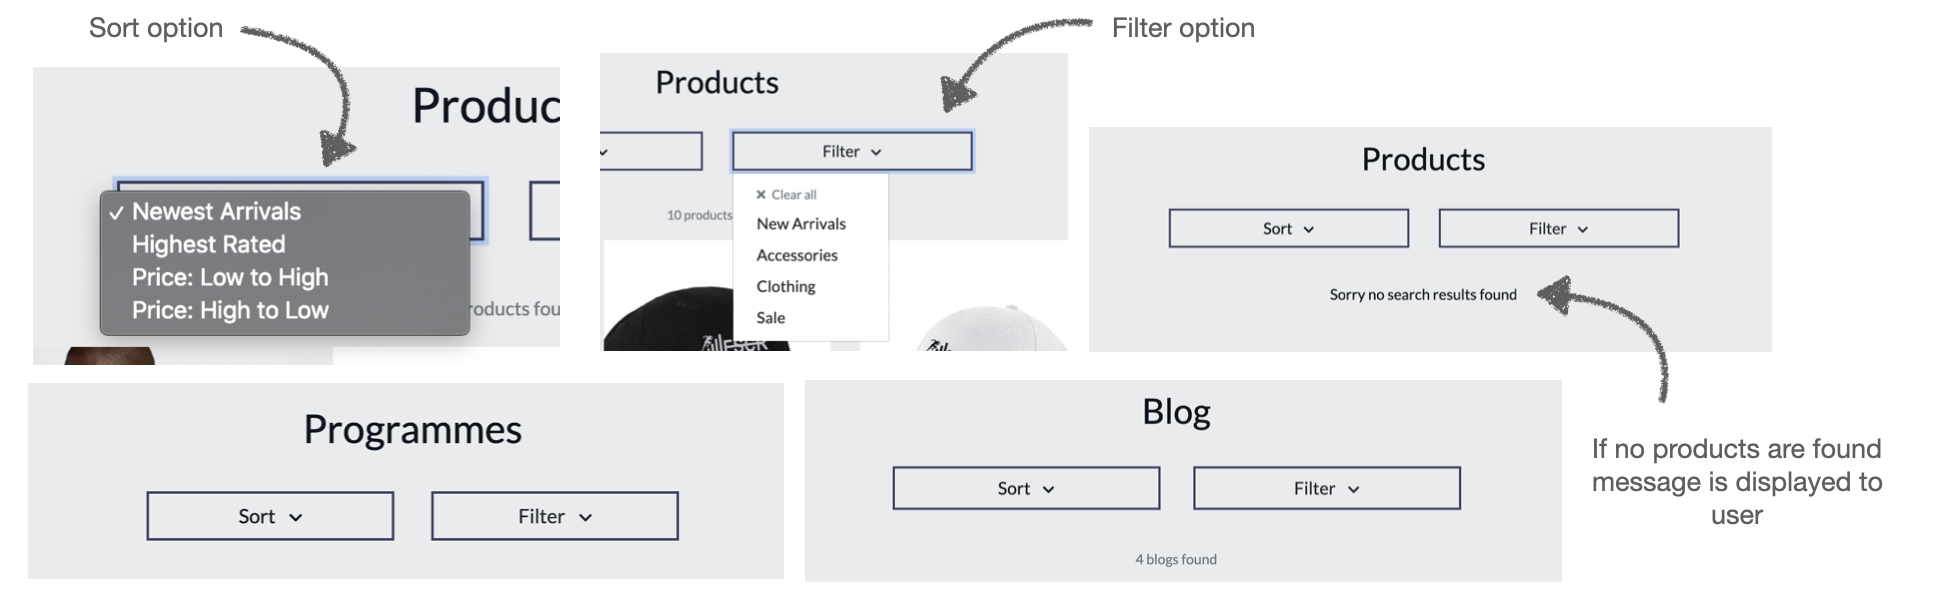 Sort option
Produc
✓ Newest Arrivals
Highest Rated
Price: Low to High
Price: High to Low
roducts fou
Filter option
Products
Filter
10 products
× Clear all
New Arrivals
Accessories
Clothing
Sale
Products
Sort
Filter
Sorry no search results found
If no products are found
message is displayed to
user
Programmes
Sort
Filter
Blog
Sort
Filter
4 blogs found